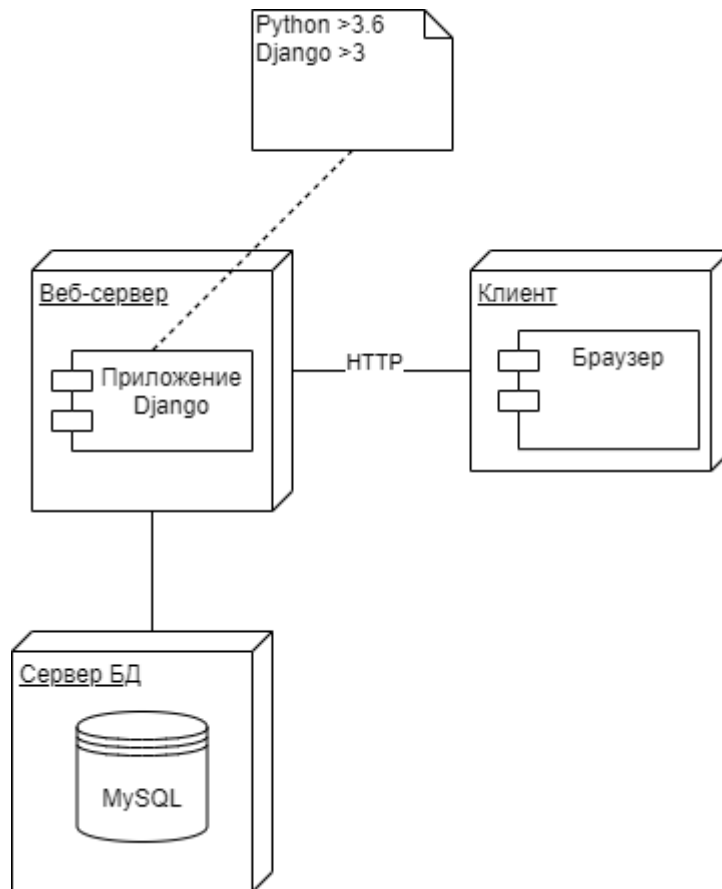 Python >3.6
Django >3
Веб-сервер
Приложение
Django
HTTP
Клиент
Браузер
Сервер БД
MySQL